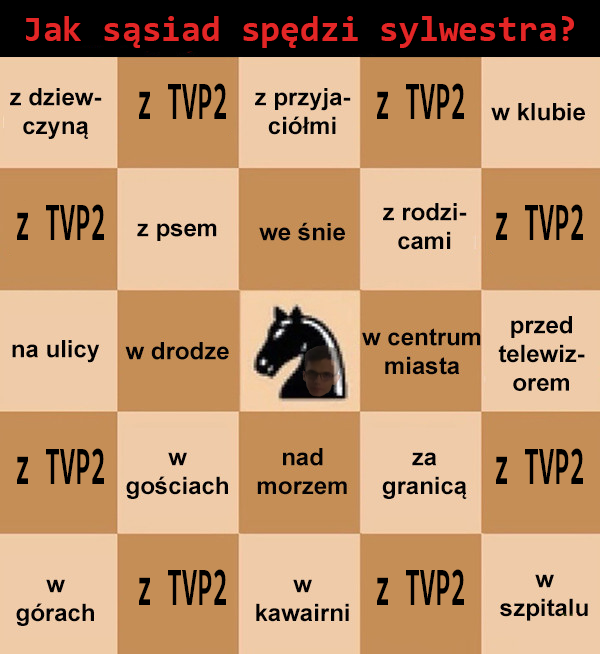 Jak sąsiad spędzi sylwestra?
z dziew-
czyną
z TVP2
z przyja-
ciółmi
z TVP2
w klubie
z TVP2
z psem
we śnie
z rodzi-
cami
z TVP2
na ulicy
w drodze
w centrum
miasta
przed
telewiz-
orem
z TVP2
w
gościach
nad
morzem
za
granicą
z TVP2
w
górach
z TVP2
w
kawairni
z TVP2
w
szpitalu